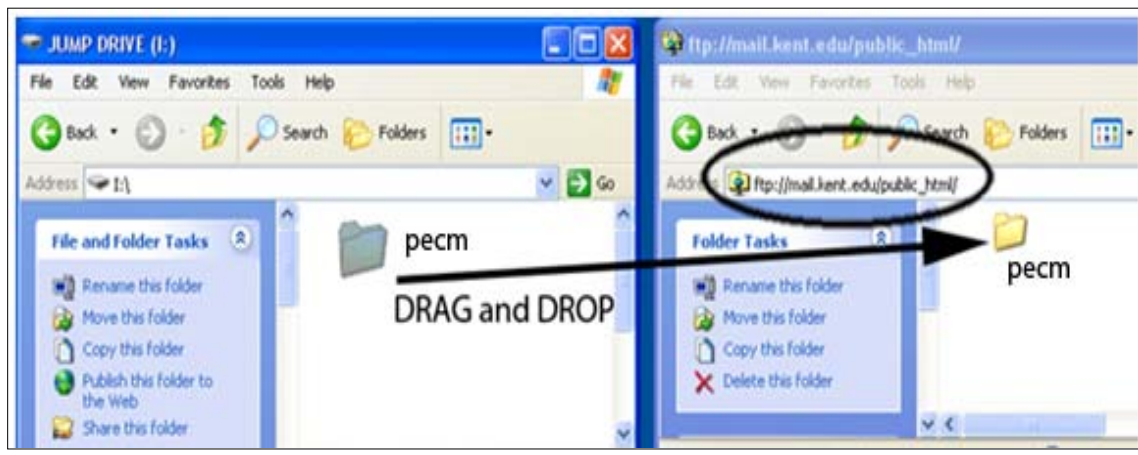 JUMP DRIVE (I:)
File Edit View Favorites Tools Help
Back Search Folders
Address I:\ Go
File and Folder Tasks
Rename this folder
Move this folder
Copy this folder
Publish this folder to
the Web
Share this folder
pecm
DRAG and DROP
ftp://mail.kent.edu/public_html/
File Edit View Favorites Tools Help
Back Search Folders
Address ftp://mail.kent.edu/public_html/
Folder Tasks
Rename this folder
Move this folder
Copy this folder
Delete this folder
pecm